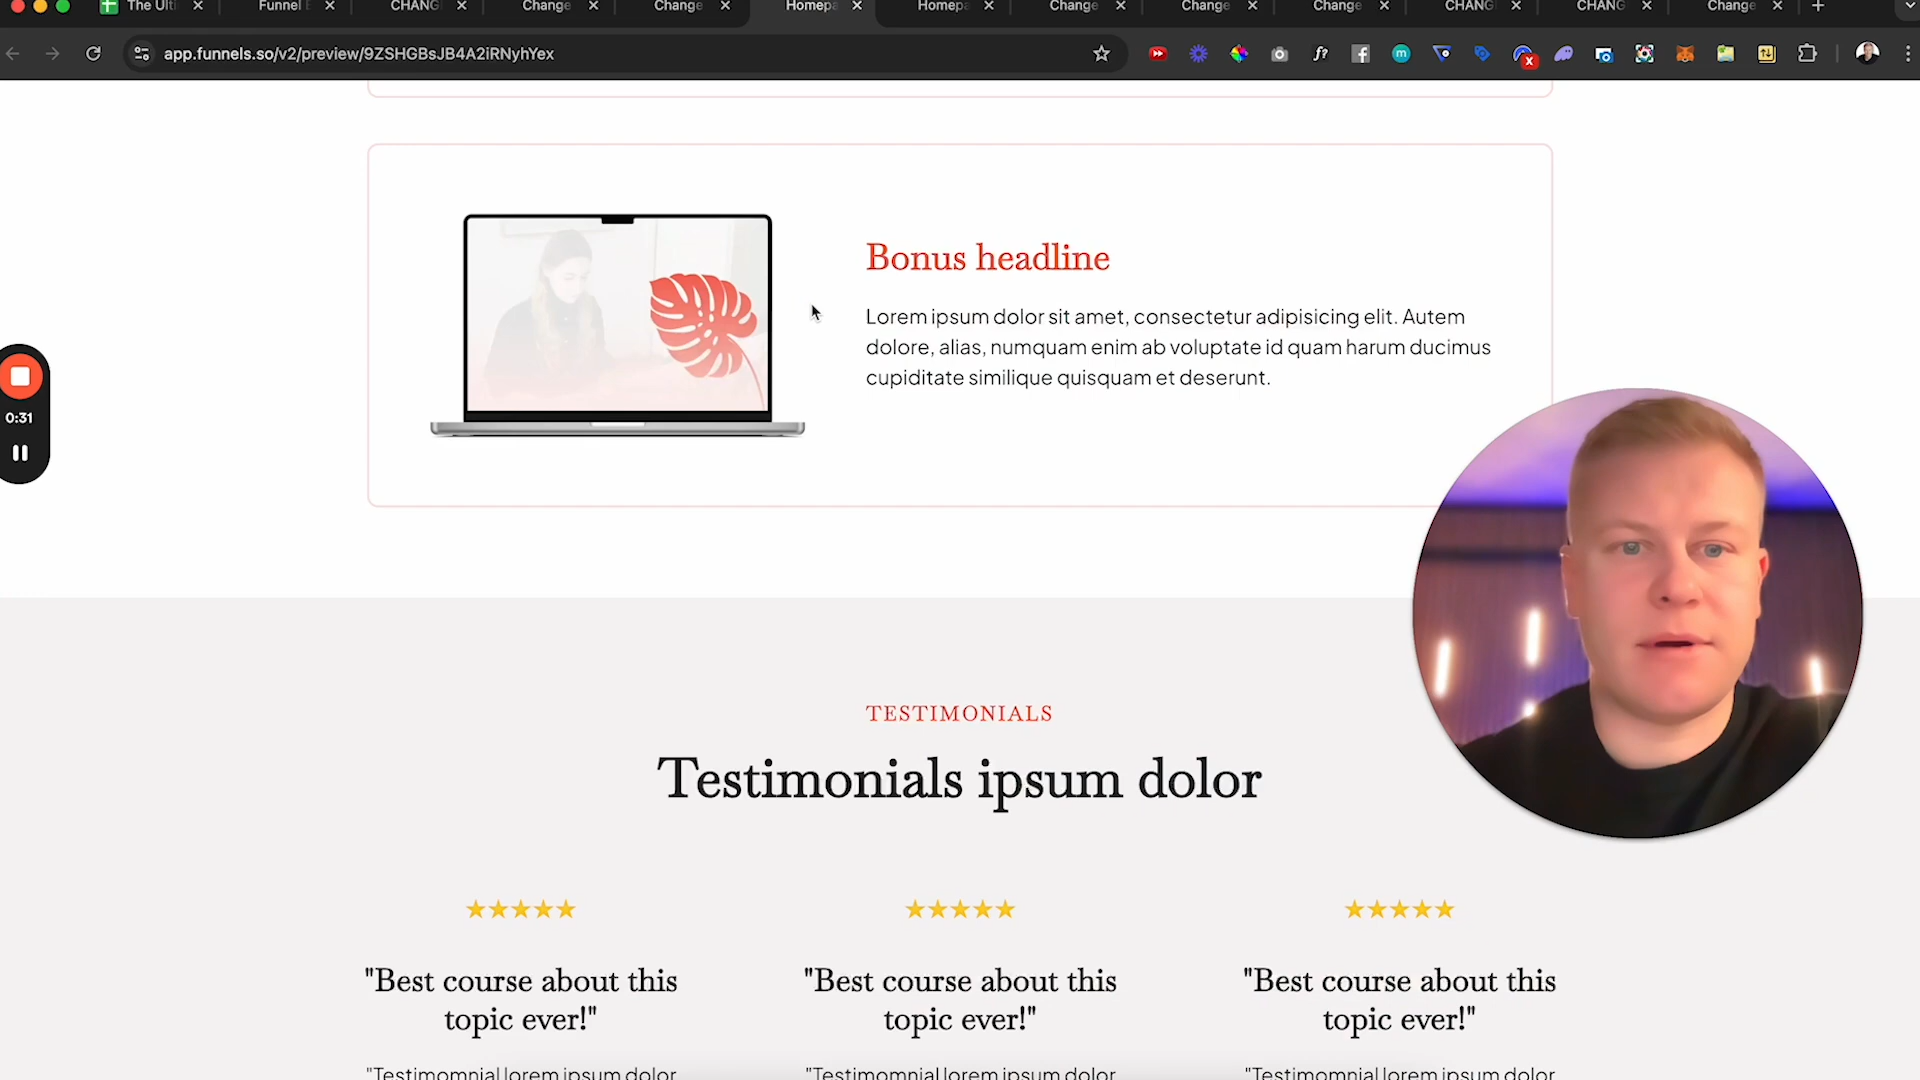 The Ulti
Funnel
CHANG
Change
Change
Homepa
Homepa
Change
Change
Change
CHANG
CHANG
Change
app.funnels.so/v2/preview/9ZSHGBsJB4A2iRNyhYex
f?
m
0:31
Bonus headline
Lorem ipsum dolor sit amet, consectetur adipisicing elit. Autem
dolore, alias, numquam enim ab voluptate id quam harum ducimus
cupiditate similique quisquam et deserunt.
TESTIMONIALS
Testimonials ipsum dolor
"Best course about this
topic ever!"
"Testimomnial lorem ipsum dolor
"Best course about this
topic ever!"
"Testimomnial lorem ipsum dolor
"Best course about this
topic ever!"
"Testimomnial lorem ipsum dolor